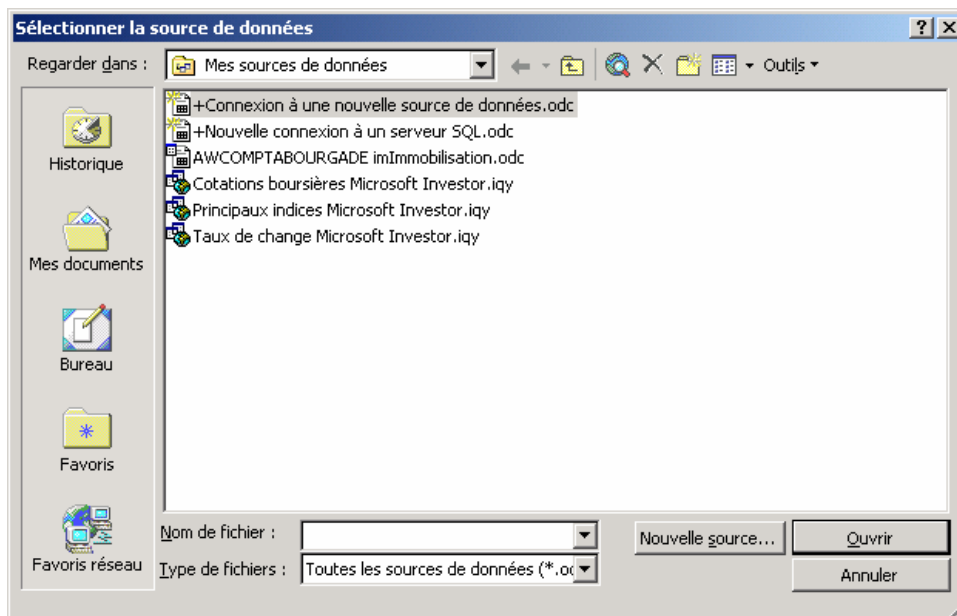 Sélectionner la source de données
Regarder dans :
Mes sources de données
Outils
Historique
Mes documents
Bureau
Favoris
Favoris réseau
+Connexion à une nouvelle source de données.odc
+Nouvelle connexion à un serveur SQL.odc
AWCOMPTABOURGADE imImmobilisation.odc
Cotations boursières Microsoft Investor.iqy
Principaux indices Microsoft Investor.iqy
Taux de change Microsoft Investor.iqy
Nom de fichier :
Nouvelle source...
Ouvrir
Type de fichiers :
Toutes les sources de données (*.od
Annuler